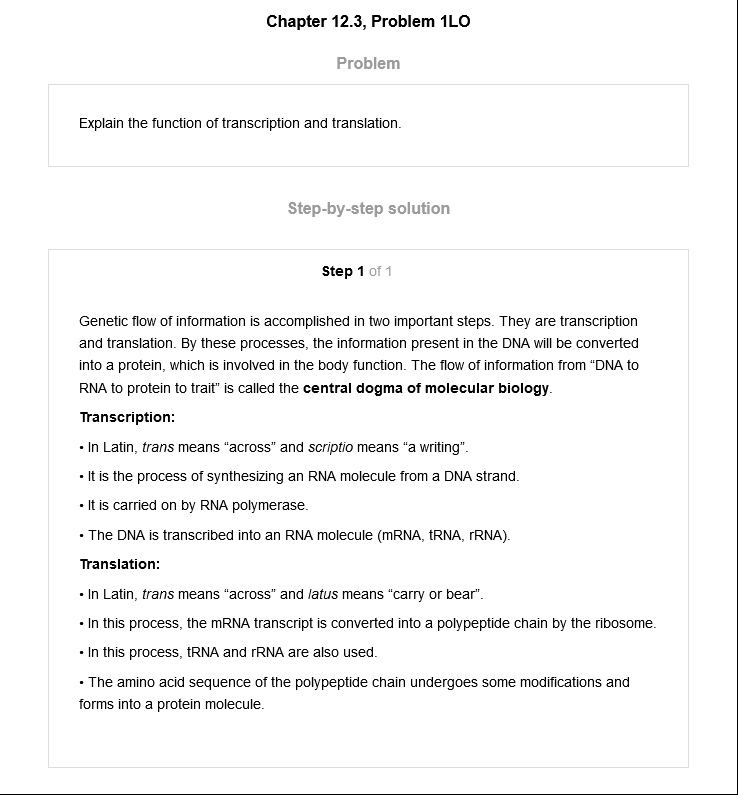 Chapter 12.3, Problem 1LO
Problem
Explain the function of transcription and translation.
Step-by-step solution
Step 1 of 1
Genetic flow of information is accomplished in two important steps. They are transcription
and translation. By these processes, the information present in the DNA will be converted
into a protein, which is involved in the body function. The flow of information from “DNA to
RNA to protein to trait” is called the central dogma of molecular biology.
Transcription:
• In Latin, trans means “across” and scriptio means “a writing”.
• It is the process of synthesizing an RNA molecule from a DNA strand.
• It is carried on by RNA polymerase.
• The DNA is transcribed into an RNA molecule (mRNA, tRNA, rRNA).
Translation:
• In Latin, trans means “across” and latus means “carry or bear”.
• In this process, the mRNA transcript is converted into a polypeptide chain by the ribosome.
• In this process, tRNA and rRNA are also used.
• The amino acid sequence of the polypeptide chain undergoes some modifications and
forms into a protein molecule.